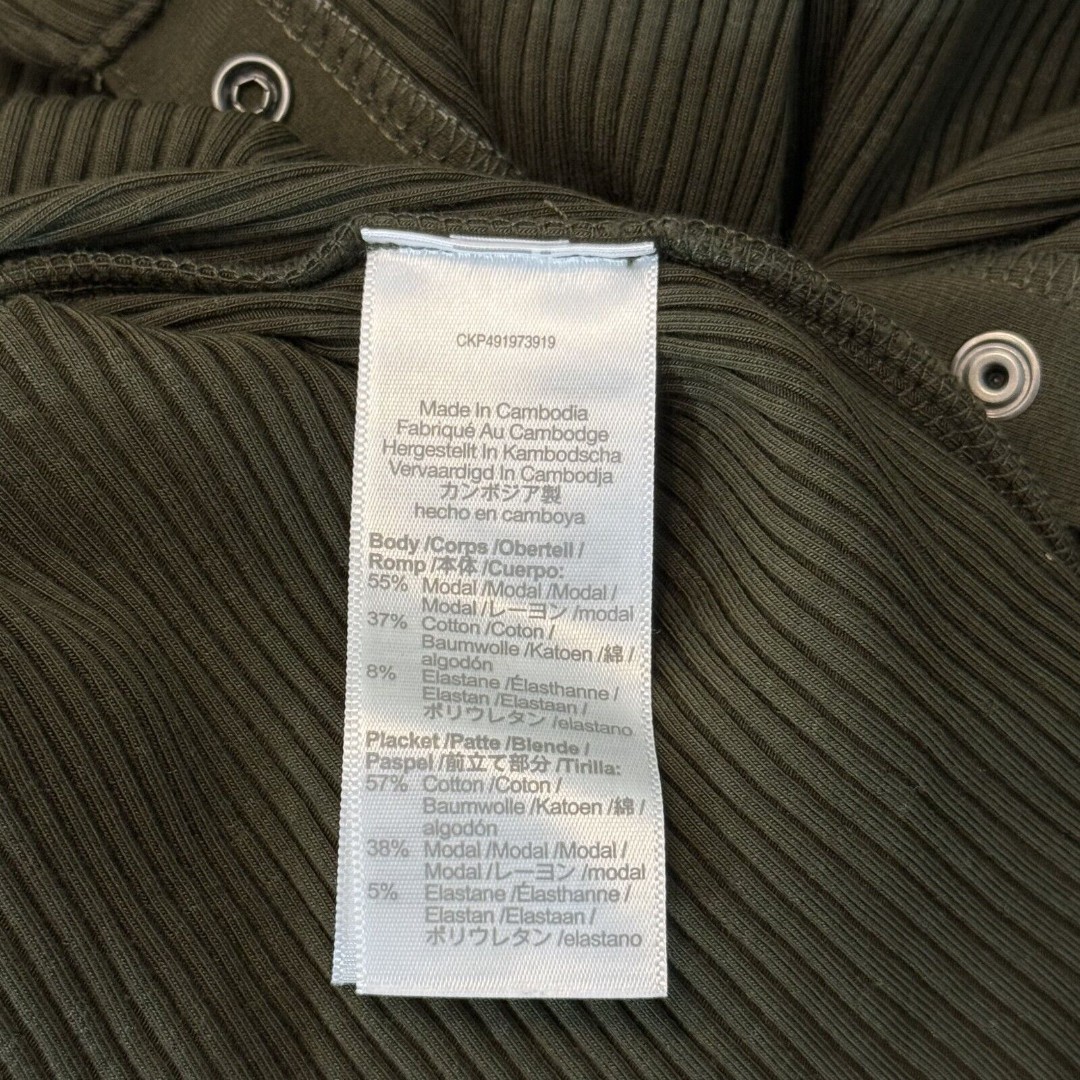 CKP491973919
Made In Cambodia
Fabriqué Au Cambodge
Hergestellt In Kambodscha
Vervaardigd In Cambodja
カンボジア製
hecho en camboya
Body /Corps /Oberteil /
Romp /本体 /Cuerpo:
55% Modal /Modal /Modal /
Modal /レーヨン /modal
37% Cotton /Coton /
Baumwolle /Katoen /綿 /
algodón
8% Elastane /Élasthanne /
Elastan /Elastaan /
ポリウレタン /elastano
Placket /Patte /Blende /
Paspel /前立て部分 /Tirilla:
57% Cotton /Coton /
Baumwolle /Katoen /綿 /
algodón
38% Modal /Modal /Modal /
Modal /レーヨン /modal
5% Elastane /Élasthanne /
Elastan /Elastaan /
ポリウレタン /elastano